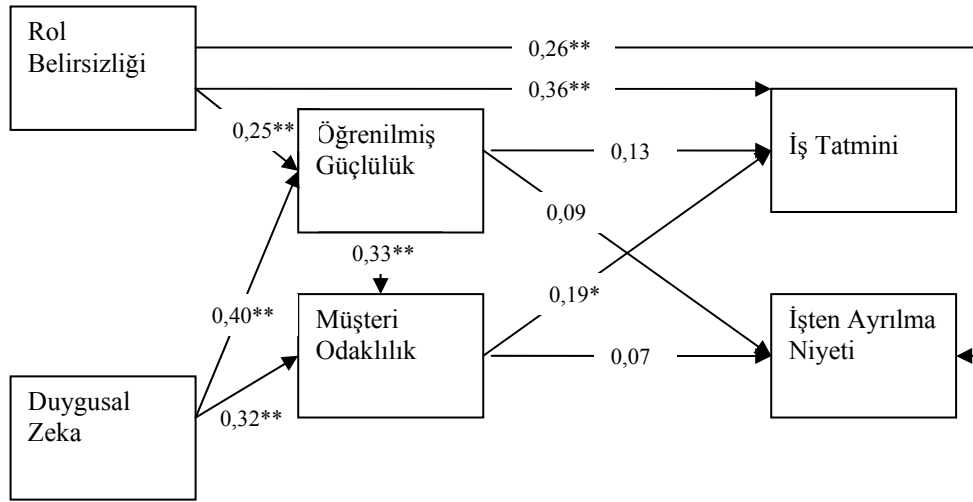 Rol
Belirsizliği
0,26**
0,36**
0,25**
Öğrenilmiş
Güçlülük
0,13
İş Tatmini
0,09
0,33**
0,40**
Müşteri
Odaklılık
0,19*
0,07
İşten Ayrılma
Niyeti
Duygusal
Zeka
0,32**